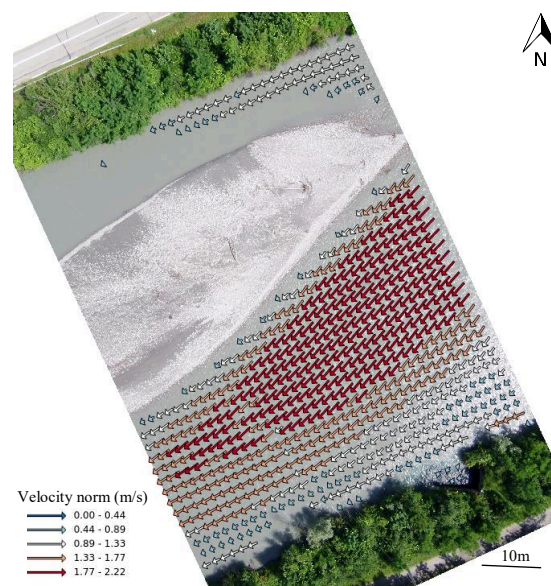 N
Velocity norm (m/s)
0.00 - 0.44
0.44 - 0.89
0.89 - 1.33
1.33 - 1.77
1.77 - 2.22
10m